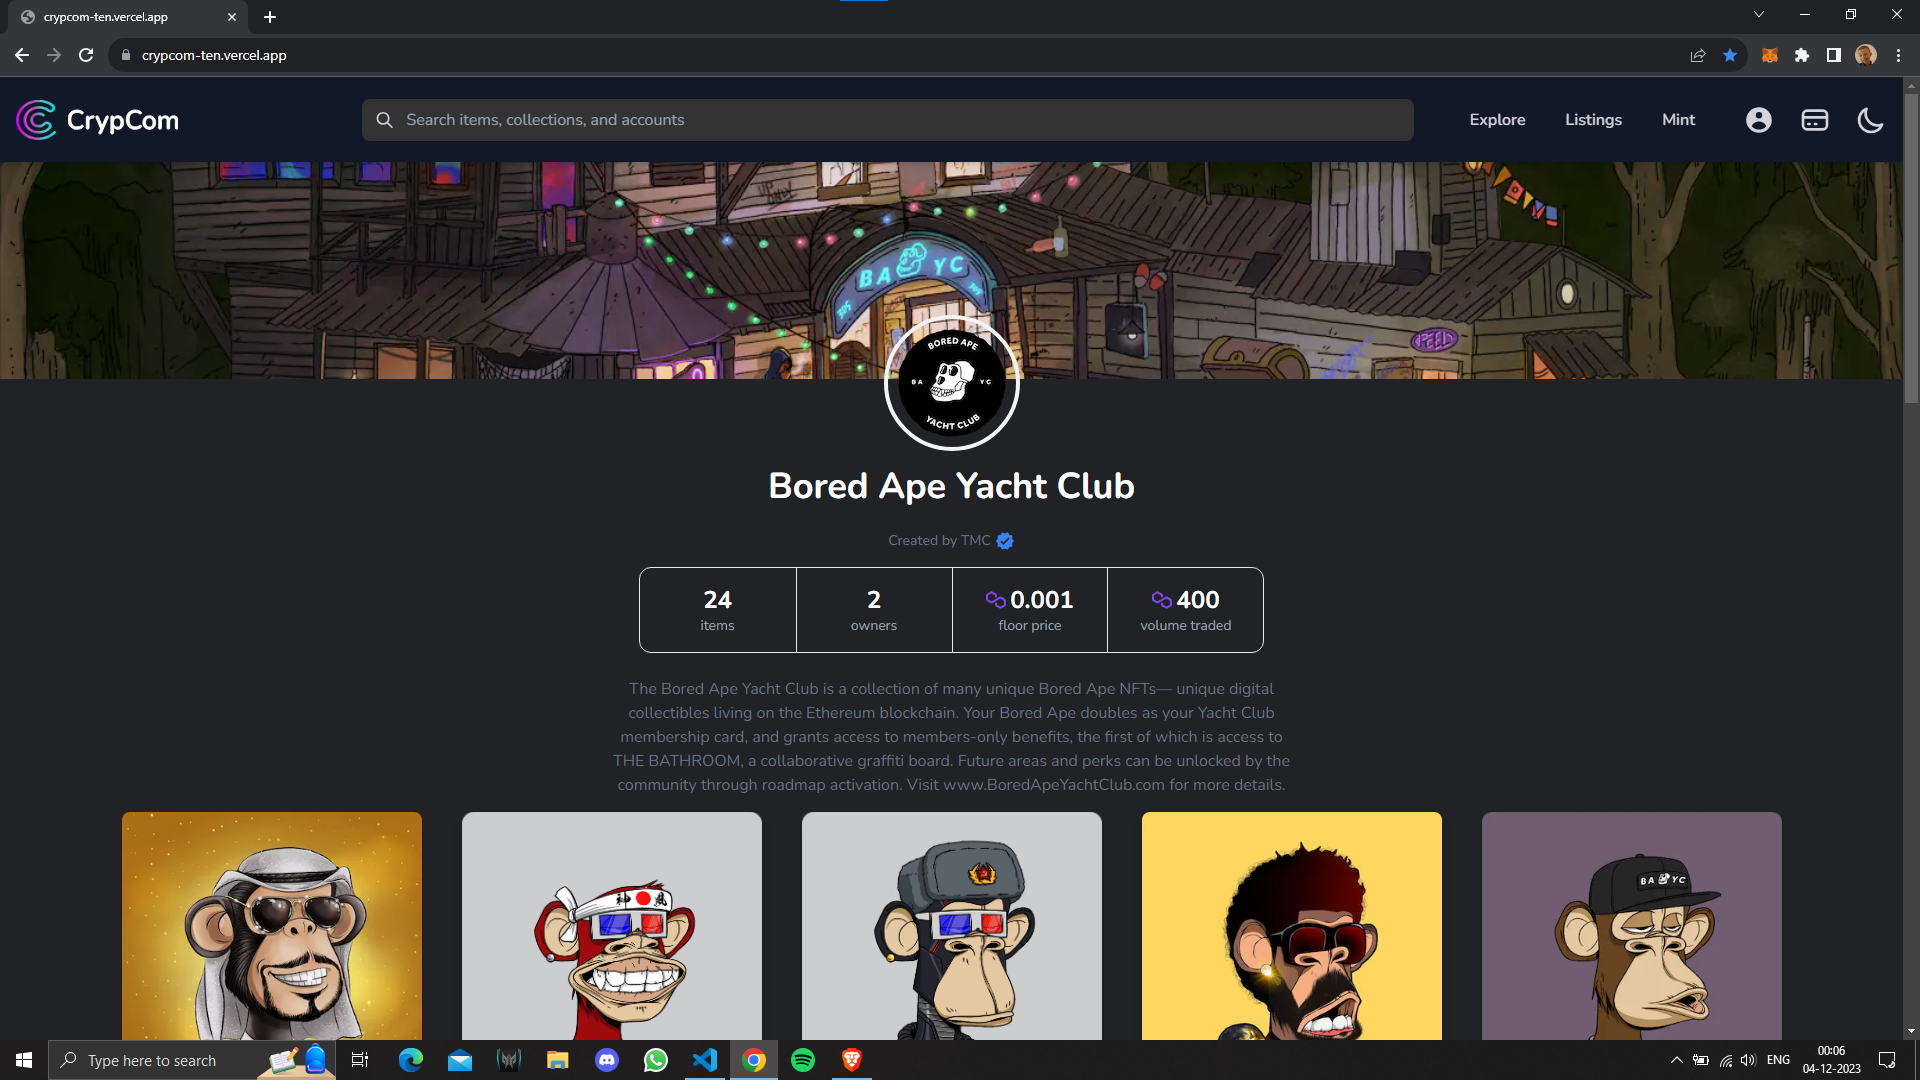 crypcom-ten.vercel.app
crypcom-ten.vercel.app
CrypCom
Search items, collections, and accounts
Explore
Listings
Mint
BA YC
BORED APE
BA YC
YACHT CLUB
Bored Ape Yacht Club
Created by TMC
24
items
2
owners
0.001
floor price
400
volume traded
The Bored Ape Yacht Club is a collection of many unique Bored Ape NFTs— unique digital
collectibles living on the Ethereum blockchain. Your Bored Ape doubles as your Yacht Club
membership card, and grants access to members-only benefits, the first of which is access to
THE BATHROOM, a collaborative graffiti board. Future areas and perks can be unlocked by the
community through roadmap activation. Visit www.BoredApeYachtClub.com for more details.
BA YC
Type here to search
ENG
00:06
04-12-2023